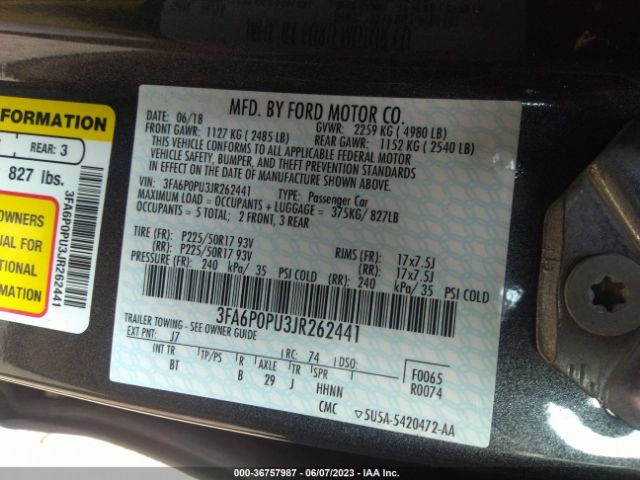 MFD. BY FORD MOTOR CO.
DATE: 06/18 GVWR: 2259 KG ( 4980 LB)
FRONT GAWR: 1127 KG ( 2485 LB) REAR GAWR: 1152 KG ( 2540 LB)
THIS VEHICLE CONFORMS TO ALL APPLICABLE FEDERAL MOTOR
VEHICLE SAFETY, BUMPER, AND THEFT PREVENTION STANDARDS
IN EFFECT ON THE DATE OF MANUFACTURE SHOWN ABOVE.
VIN: 3FA6P0PU3JR262441 TYPE: Passenger Car
MAXIMUM LOAD = OCCUPANTS + LUGGAGE = 375KG/ 827LB
OCCUPANTS = 5 TOTAL; 2 FRONT, 3 REAR
TIRE (FR): P225/50R17 93V RIMS (FR): 17x7.5J
(RR): P225/50R17 93V (RR): 17x7.5J
PRESSURE (FR): 240 kPa/ 35 PSI COLD (RR): 240 kPa/ 35 PSI COLD
3FA6P0PU3JR262441
TRAILER TOWING - SEE OWNER GUIDE
EXT PNT: J7 RC: 74 DSO: F0065
INT TR TP/PS R AXLE TR SPR R0074
BT B 29 J HHNN
CMC 5U5A-5420472-AA
FORMATION
REAR: 3
827 lbs.
OWNERS
UAL FOR
TIONAL
RMATION
3FA6P0PU3JR262441
MFD. BY FORD MOTOR CO.
000-36757987 - 06/07/2023 - IAA Inc.